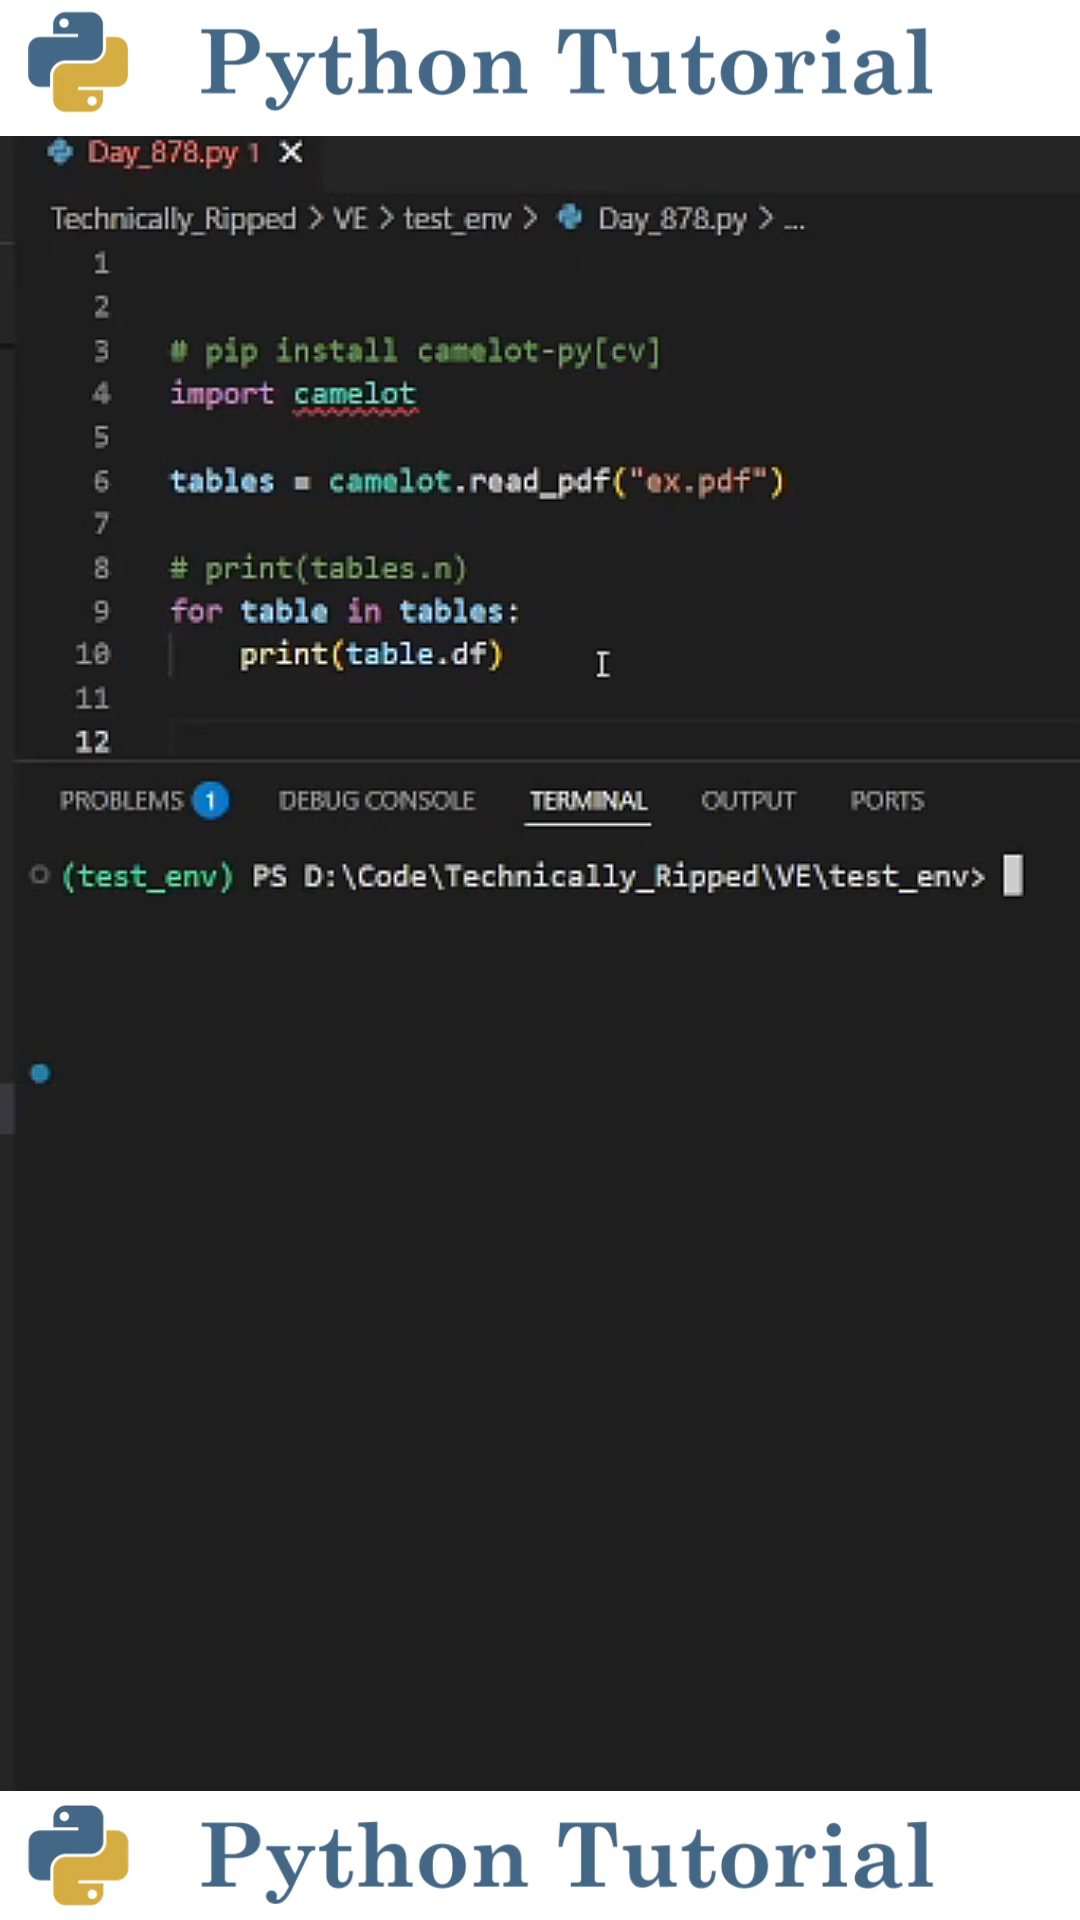 Python Tutorial
Day_878.py 1
Technically_Ripped > VE > test_env > Day_878.py > ...
1
2
3 # pip install camelot-py[cv]
4 import camelot
5
6 tables = camelot.read_pdf("ex.pdf")
7
8 # print(tables.n)
9 for table in tables:
10 print(table.df)
11
12
PROBLEMS 1 DEBUG CONSOLE TERMINAL OUTPUT PORTS
(test_env) PS D:\Code\Technically_Ripped\VE\test_env>
Python Tutorial